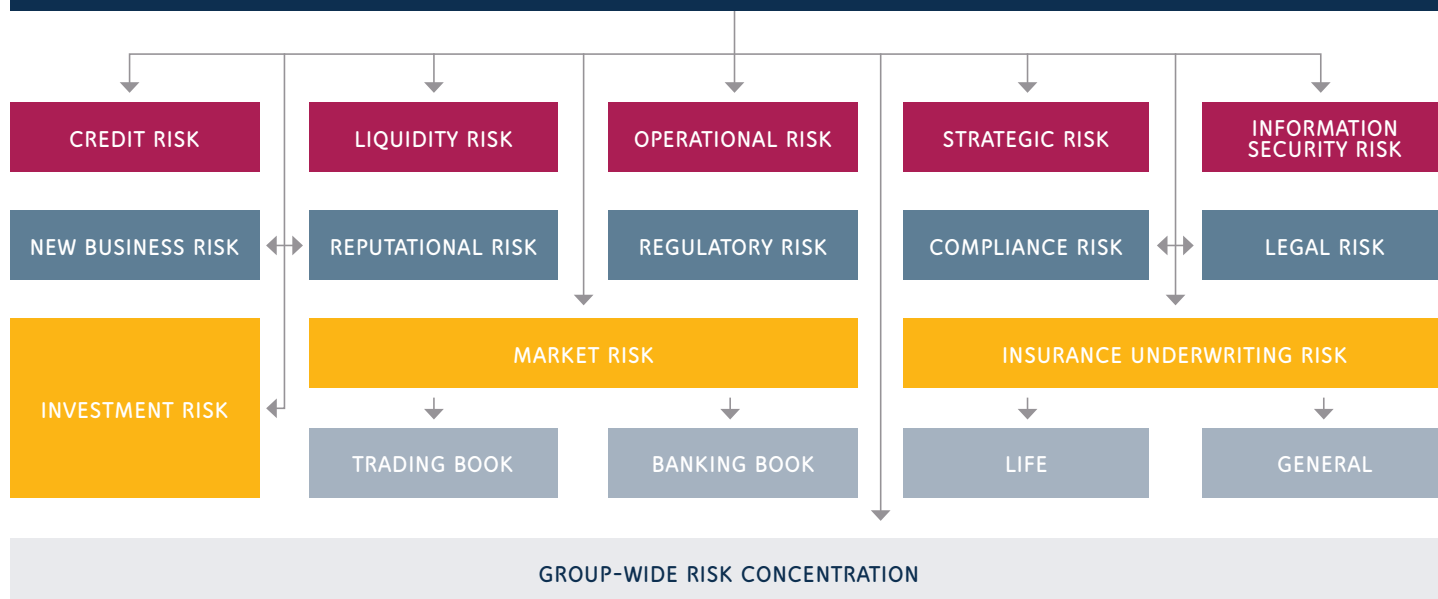 CREDIT RISK
LIQUIDITY RISK
OPERATIONAL RISK
STRATEGIC RISK
INFORMATION
SECURITY RISK
NEW BUSINESS RISK
REPUTATIONAL RISK
REGULATORY RISK
COMPLIANCE RISK
LEGAL RISK
INVESTMENT RISK
MARKET RISK
INSURANCE UNDERWRITING RISK
TRADING BOOK
BANKING BOOK
LIFE
GENERAL
GROUP-WIDE RISK CONCENTRATION